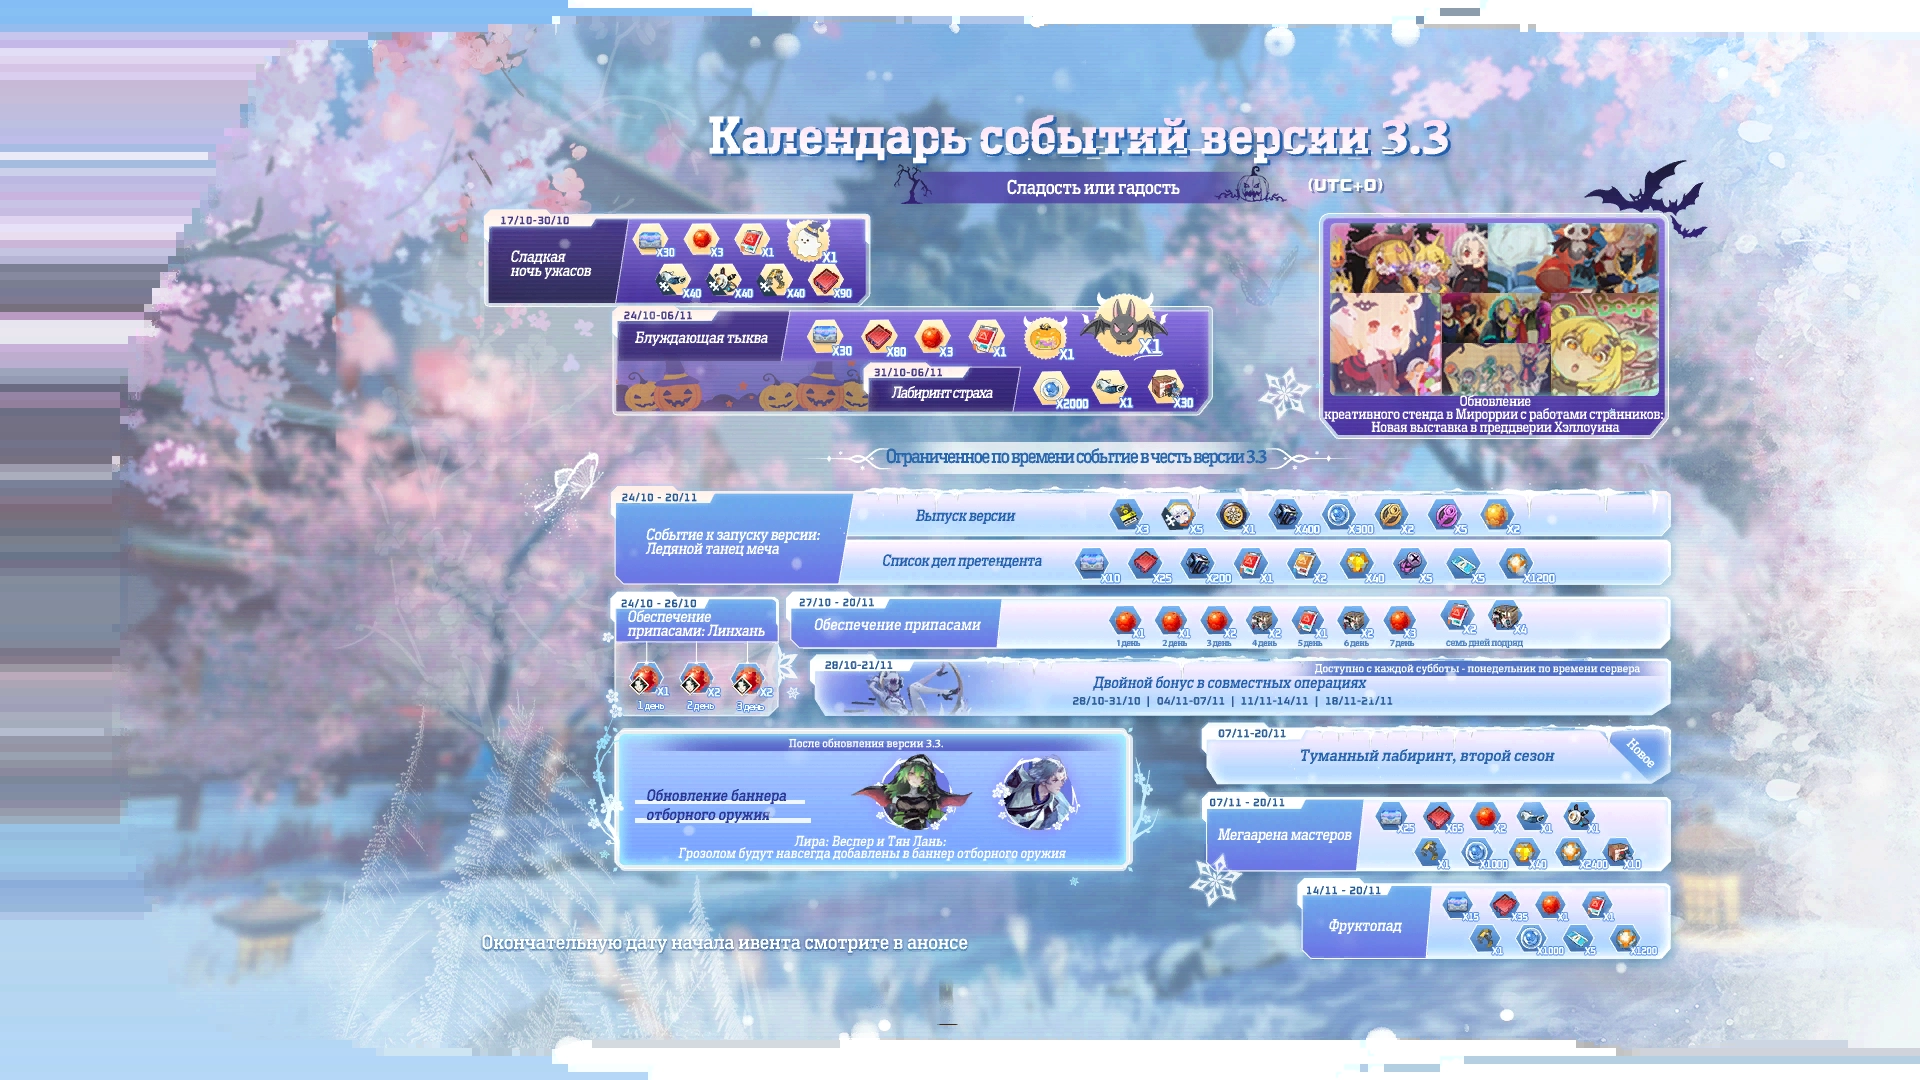 Календарь событий версии 3.3
Сладость или гадость
(UTC+0)
17/10-30/10
Сладкая
ночь ужасов
X30
X3
X1
X1
X40
X40
X40
X90
24/10-06/11
Блуждающая тыква
X30
X80
X3
X1
X1
X1
31/10-06/11
Лабиринт страха
X2000
X1
X30
Обновление
креативного стенда в Мироррии с работами странников:
Новая выставка в преддверии Хэллоуина
Ограниченное по времени событие в честь версии 3.3
24/10 - 20/11
Событие к запуску версии:
Ледяной танец меча
Выпуск версии
X3
X5
X1
X400
X300
X2
X5
X2
Список дел претендента
X10
X25
X200
X1
X2
X40
X5
X5
X1200
24/10 - 26/10
Обеспечение
припасами: Линхань
X1
X2
X2
1 день
2 день
3 день
27/10 - 20/11
Обеспечение припасами
X1
X1
X2
X2
X1
X2
X3
X2
X4
1 день
2 день
3 день
4 день
5 день
6 день
7 день
семь дней подряд
28/10-21/11
Доступно с каждой субботы - понедельник по времени сервера
Двойной бонус в совместных операциях
28/10-31/10 | 04/11-07/11 | 11/11-14/11 | 18/11-21/11
После обновления версии 3.3.
Обновление баннера
отборного оружия
Лира: Веспер и Тян Лань:
Грозолом будут навсегда добавлены в баннер отборного оружия
07/11-20/11
Туманный лабиринт, второй сезон
Новое
07/11 - 20/11
Мегаарена мастеров
X25
X65
X2
X1
X1
X1
X1000
X40
X2400
X10
14/11 - 20/11
Фруктопад
X15
X35
X1
X1
X1
X1000
X5
X1200
Окончательную дату начала ивента смотрите в анонсе